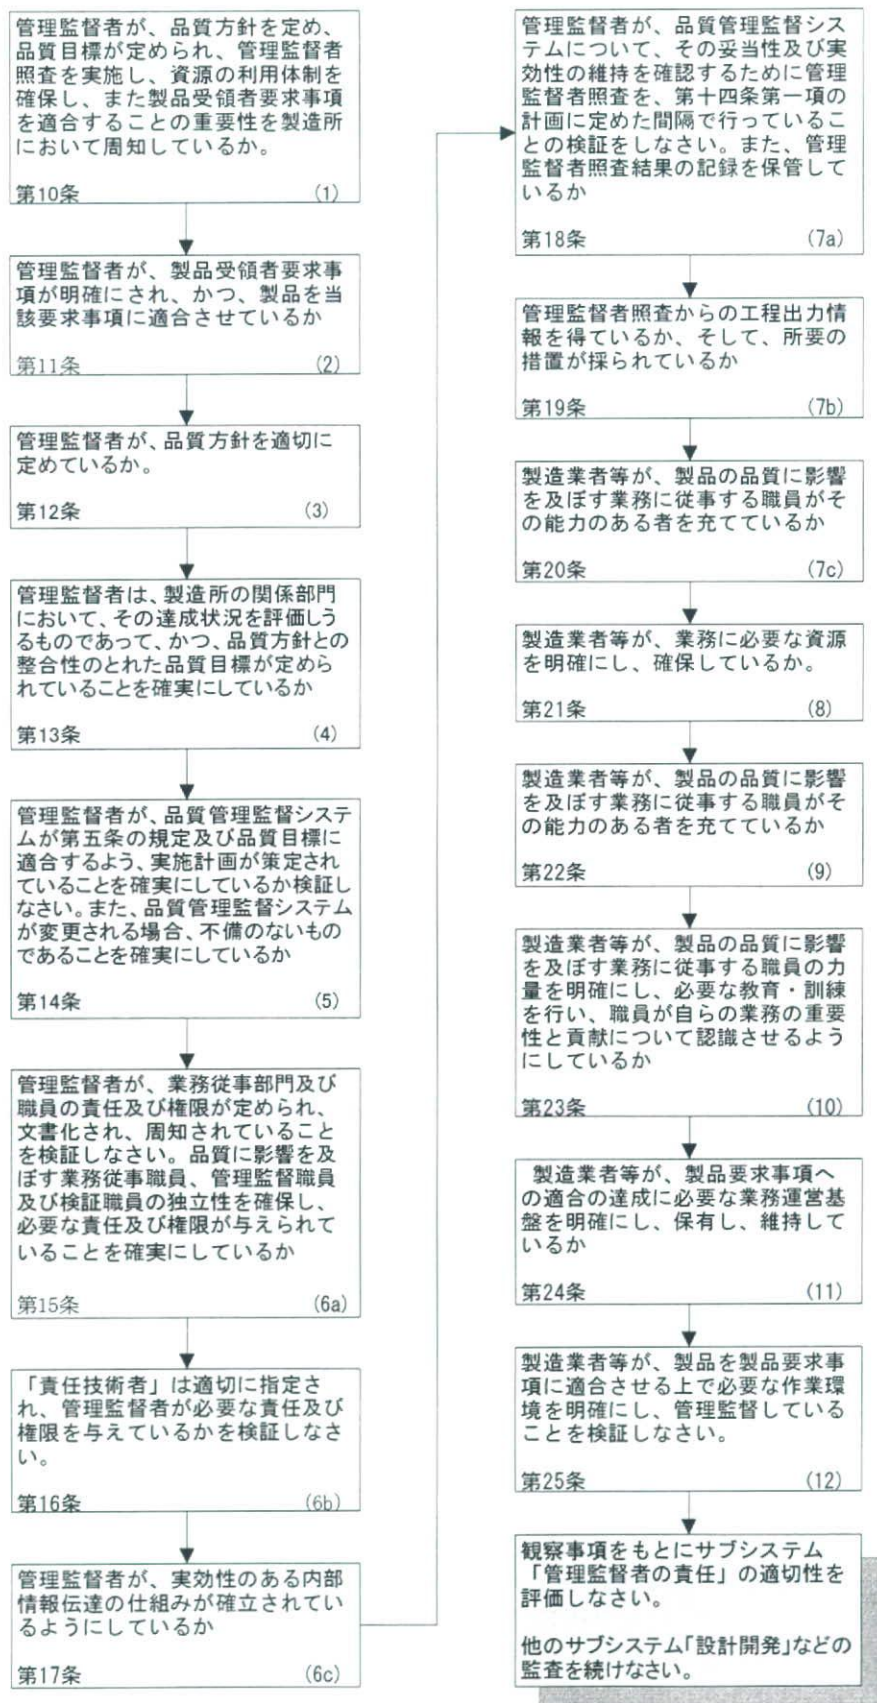 管理監督者が、品質方針を定め、
品質目標が定められ、管理監督者
照査を実施し、資源の利用体制を
確保し、また製品受領者要求事項
を適合することの重要性を製造所
において周知しているか。
第10条 (1)
管理監督者が、製品受領者要求事
項が明確にされ、かつ、製品を当
該要求事項に適合させているか
第11条 (2)
管理監督者が、品質方針を適切に
定めているか。
第12条 (3)
管理監督者は、製造所の関係部門
において、その達成状況を評価しう
るものであって、かつ、品質方針との
整合性のとれた品質目標が定めら
れていることを確実にしているか
第13条 (4)
管理監督者が、品質管理監督システ
ムが第五条の規定及び品質目標に
適合するよう、実施計画が策定され
ていることを確実にしているか検証し
なさい。また、品質管理監督システム
が変更される場合、不備のないもの
であることを確実にしているか
第14条 (5)
管理監督者が、業務従事部門及び
職員の責任及び権限が定められ、
文書化され、周知されていること
を検証しなさい。品質に影響を及
ぼす業務従事職員、管理監督職員
及び検証職員の独立性を確保し、
必要な責任及び権限が与えられて
いることを確実にしているか
第15条 (6a)
「責任技術者」は適切に指定さ
れ、管理監督者が必要な責任及び
権限を与えているかを検証しなさ
い。
第16条 (6b)
管理監督者が、実効性のある内部
情報伝達の仕組みが確立されてい
るようにしているか
第17条 (6c)
管理監督者が、品質管理監督シス
テムについて、その妥当性及び実
効性の維持を確認するために管理
監督者照査を、第十四条第一項の
計画に定めた間隔で行っているこ
との検証をしなさい。また、管理
監督者照査結果の記録を保管して
いるか
第18条 (7a)
管理監督者照査からの工程出力情
報を得ているか、そして、所要の
措置が採られているか
第19条 (7b)
製造業者等が、製品の品質に影響
を及ぼす業務に従事する職員がそ
の能力のある者を充てているか
第20条 (7c)
製造業者等が、業務に必要な資源
を明確にし、確保しているか。
第21条 (8)
製造業者等が、製品の品質に影響
を及ぼす業務に従事する職員がそ
の能力のある者を充てているか
第22条 (9)
製造業者等が、製品の品質に影響
を及ぼす業務に従事する職員の力
量を明確にし、必要な教育・訓練
を行い、職員が自らの業務の重要
性と貢献について認識させるよう
にしているか
第23条 (10)
製造業者等が、製品要求事項へ
の適合の達成に必要な業務運営基
盤を明確にし、保有し、維持して
いるか
第24条 (11)
製造業者等が、製品を製品要求事
項に適合させる上で必要な作業環
境を明確にし、管理監督している
ことを検証しなさい。
第25条 (12)
観察事項をもとにサブシステム
「管理監督者の責任」の適切性を
評価しなさい。
他のサブシステム「設計開発」などの
監査を続けなさい。